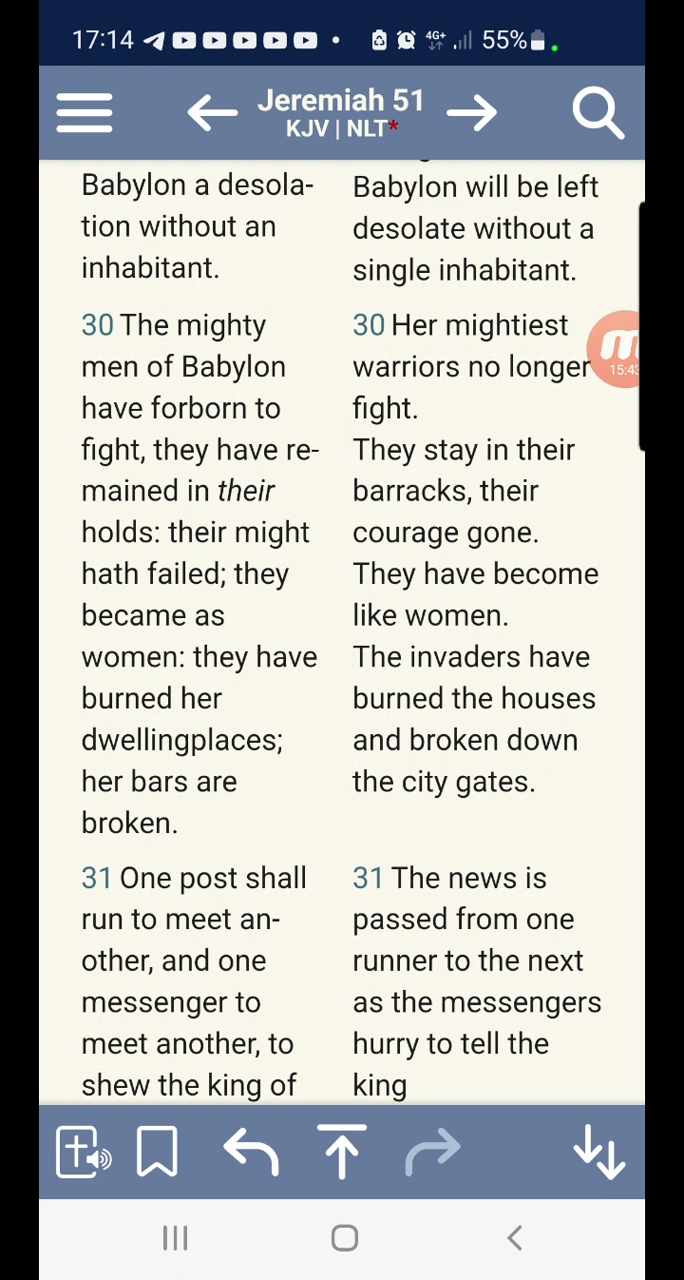 17:14 4G+ 55%
Jeremiah 51
KJV | NLT*
Babylon a desola-
tion without an
inhabitant.
30 The mighty
men of Babylon
have forborn to
fight, they have re-
mained in their
holds: their might
hath failed; they
became as
women: they have
burned her
dwellingplaces;
her bars are
broken.
31 One post shall
run to meet an-
other, and one
messenger to
meet another, to
shew the king of
Babylon will be left
desolate without a
single inhabitant.
30 Her mightiest
warriors no longer
fight.
They stay in their
barracks, their
courage gone.
They have become
like women.
The invaders have
burned the houses
and broken down
the city gates.
31 The news is
passed from one
runner to the next
as the messengers
hurry to tell the
king
15:43